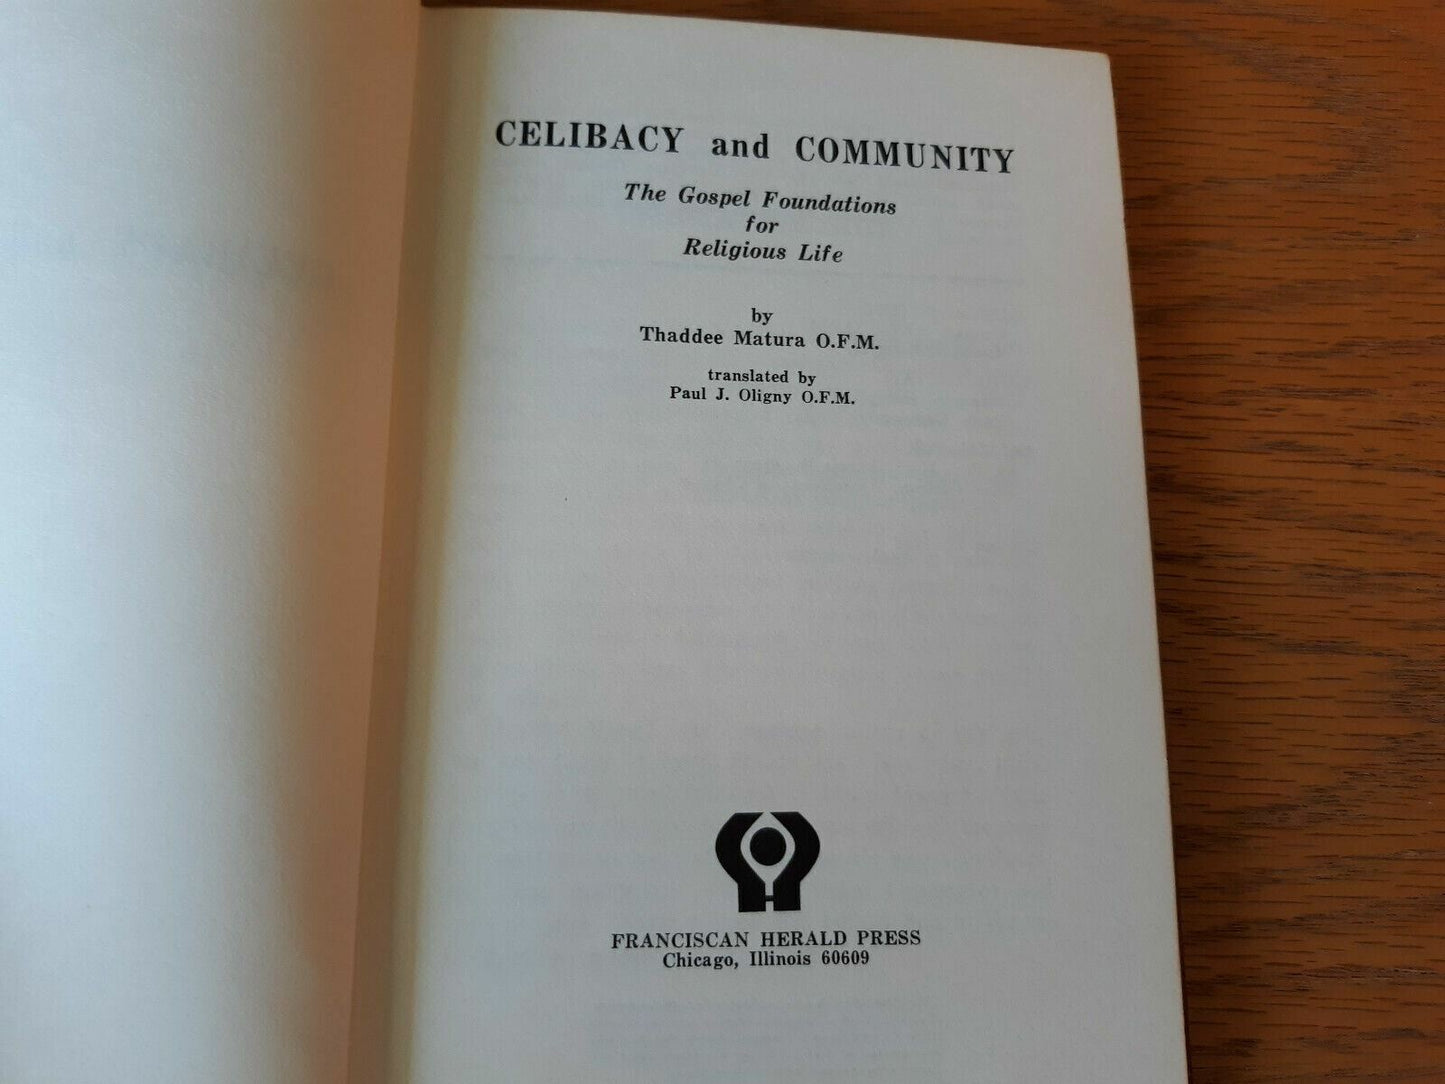 CELIBACY and COMMUNITY
The Gospel Foundations
for
Religious Life
by
Thaddee Matura O.F.M.
translated by
Paul J. Oligny O.F.M.
FRANCISCAN HERALD PRESS
Chicago, Illinois 60609